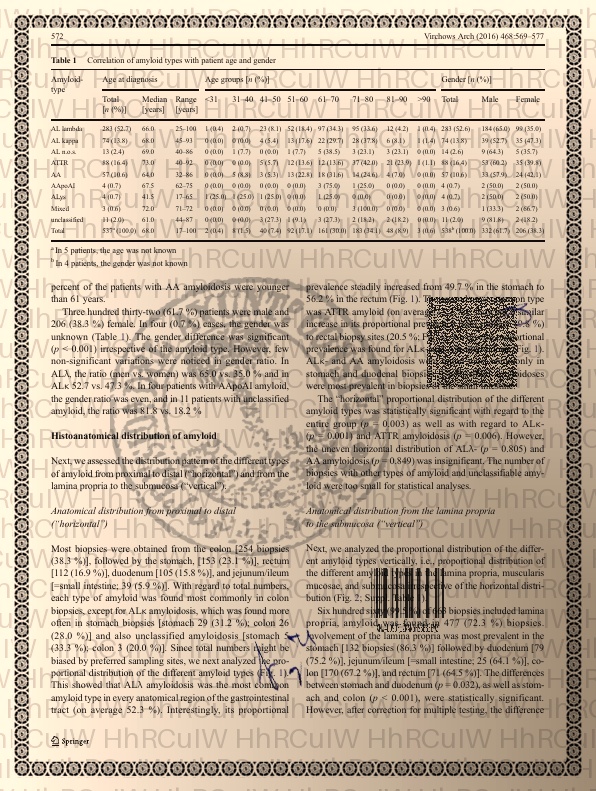 572
Virchows Arch (2016) 468:569–577
Table 1 Correlation of amyloid types with patient age and gender
Amyloid-type Age at diagnosis Age groups [n (%)] Gender [n (%)]
Total [n (%)] Median [years] Range [years] <31 31–40 41–50 51–60 61–70 71–80 81–90 >90 Total Male Female
AL lambda 283 (52.7) 66.0 25–100 1 (0.4) 2 (0.7) 23 (8.1) 52 (18.4) 97 (34.3) 95 (33.6) 12 (4.2) 1 (0.4) 283 (52.6) 184 (65.0) 99 (35.0)
AL kappa 74 (13.8) 68.0 45–93 0 (0.0) 0 (0.0) 4 (5.4) 13 (17.6) 22 (29.7) 28 (37.8) 6 (8.1) 1 (1.4) 74 (13.8) 39 (52.7) 35 (47.3)
AL n.o.s. 13 (2.4) 69.0 40–86 0 (0.0) 1 (7.7) 0 (0.0) 1 (7.7) 5 (38.5) 3 (23.1) 3 (23.1) 0 (0.0) 14 (2.6) 9 (64.3) 5 (35.7)
ATTR 88 (16.4) 73.0 40–92 0 (0.0) 0 (0.0) 5 (5.7) 12 (13.6) 12 (13.6) 37 (42.0) 21 (23.9) 1 (1.1) 88 (16.4) 53 (60.2) 35 (39.8)
AA 57 (10.6) 64.0 32–86 0 (0.0) 5 (8.8) 3 (5.3) 13 (22.8) 18 (31.6) 14 (24.6) 4 (7.0) 0 (0.0) 57 (10.6) 33 (57.9) 24 (42.1)
AApoAI 4 (0.7) 67.5 62–75 0 (0.0) 0 (0.0) 0 (0.0) 0 (0.0) 3 (75.0) 1 (25.0) 0 (0.0) 0 (0.0) 4 (0.7) 2 (50.0) 2 (50.0)
ALys 4 (0.7) 41.5 17–65 1 (25.0) 0 (0.0) 1 (25.0) 1 (25.0) 1 (25.0) 0 (0.0) 0 (0.0) 0 (0.0) 4 (0.7) 2 (50.0) 2 (50.0)
Mixed 3 (0.6) 72.0 71–72 0 (0.0) 0 (0.0) 0 (0.0) 0 (0.0) 0 (0.0) 3 (100.0) 0 (0.0) 0 (0.0) 3 (0.6) 1 (33.3) 2 (66.7)
unclassified 11 (2.0) 61.0 44–87 0 (0.0) 0 (0.0) 3 (27.3) 1 (9.1) 3 (27.3) 2 (18.2) 2 (18.2) 0 (0.0) 11 (2.0) 9 (81.8) 2 (18.2)
Total 537ᵃ (100.0) 68.0 17–100 2 (0.4) 8 (1.5) 40 (7.4) 92 (17.1) 161 (30.0) 183 (34.1) 48 (8.9) 3 (0.6) 538ᵇ (100.0) 332 (61.7) 206 (38.3)
ᵃ In 5 patients, the age was not known
ᵇ In 4 patients, the gender was not known
percent of the patients with AA amyloidosis were younger
than 61 years.
Three hundred thirty-two (61.7 %) patients were male and
206 (38.3 %) female. In four (0.7 %) cases, the gender was
unknown (Table 1). The gender difference was significant
(p < 0.001) irrespective of the amyloid type. However, few
non-significant variations were noticed in gender ratio. In
ALλ, the ratio (men vs. women) was 65.0 vs. 35.0 % and in
ALκ 52.7 vs. 47.3 %. In four patients with AApoAI amyloid,
the gender ratio was even, and in 11 patients with unclassified
amyloid, the ratio was 81.8 vs. 18.2 %
Histoanatomical distribution of amyloid
Next, we assessed the distribution pattern of the different types
of amyloid from proximal to distal (“horizontal”) and from the
lamina propria to the submucosa (“vertical”).
Anatomical distribution from proximal to distal
(“horizontal”)
Most biopsies were obtained from the colon [254 biopsies
(38.3 %)], followed by the stomach, [153 (23.1 %)], rectum
[112 (16.9 %)], duodenum [105 (15.8 %)], and jejunum/ileum
[=small intestine; 39 (5.9 %)]. With regard to total numbers,
each type of amyloid was found most commonly in colon
biopsies, except for ALκ amyloidosis, which was found more
often in stomach biopsies [stomach 29 (31.2 %); colon 26
(28.0 %)] and also unclassified amyloidosis [stomach 5
(33.3 %); colon 3 (20.0 %)]. Since total numbers might be
biased by preferred sampling sites, we next analyzed the pro-
portional distribution of the different amyloid types (Fig. 1).
This showed that ALλ amyloidosis was the most common
amyloid type in every anatomical region of the gastrointestinal
tract (on average 52.3 %). Interestingly, its proportional
prevalence steadily increased from 49.7 % in the stomach to
56.2 % in the rectum (Fig. 1). The on type
was ATTR amyloid (on average similar
increase in its proportional prev %)
to rectal biopsy sites (20.5 %; ortional
prevalence was found for ALκ Fig. 1).
ALκ- and AA amyloidosis only in
stomach and duodenal biopsies doses
were most prevalent in biopsies
The “horizontal” proportional distribution of the different
amyloid types was statistically significant with regard to the
entire group (p = 0.003) as well as with regard to ALκ-
(p = 0.001) and ATTR amyloidosis (p = 0.006). However,
the uneven horizontal distribution of ALλ- (p = 0.805) and
AA amyloidosis (p = 0.849) was insignificant. The number of
biopsies with other types of amyloid and unclassifiable amy-
loid were too small for statistical analyses.
Anatomical distribution from the lamina propria
to the submucosa (“vertical”)
Next, we analyzed the proportional distribution of the differ-
ent amyloid types vertically, i.e., proportional distribution of
the different amyloid lamina propria, muscularis
mucosae, and sub of the horizontal distri-
bution (Fig. 2; Table
Six hundred biopsies included lamina
propria, amyloid was in 477 (72.3 %) biopsies.
Involvement of the lamina propria was most prevalent in the
stomach [132 biopsies (86.3 %)] followed by duodenum [79
(75.2 %)], jejunum/ileum [=small intestine; 25 (64.1 %)], co-
lon [170 (67.2 %)], and rectum [71 (64.5 %)]. The differences
between stomach and duodenum (p = 0.032), as well as stom-
ach and colon (p < 0.001), were statistically significant.
However, after correction for multiple testing, the difference
Springer